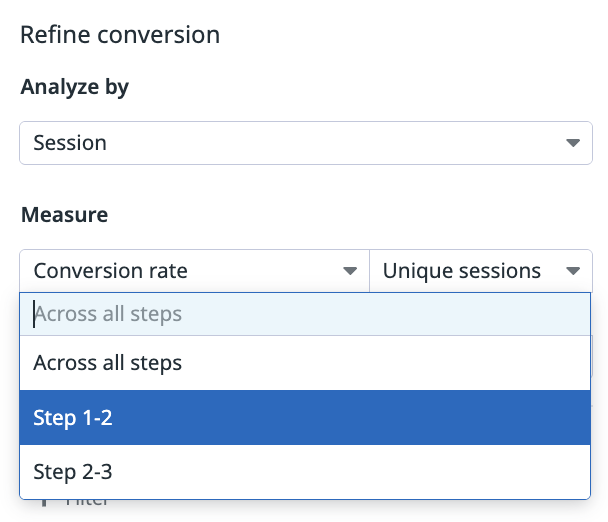 Refine conversion
Analyze by
Session
Measure
Conversion rate Unique sessions
Across all steps
Across all steps
Step 1-2
Step 2-3